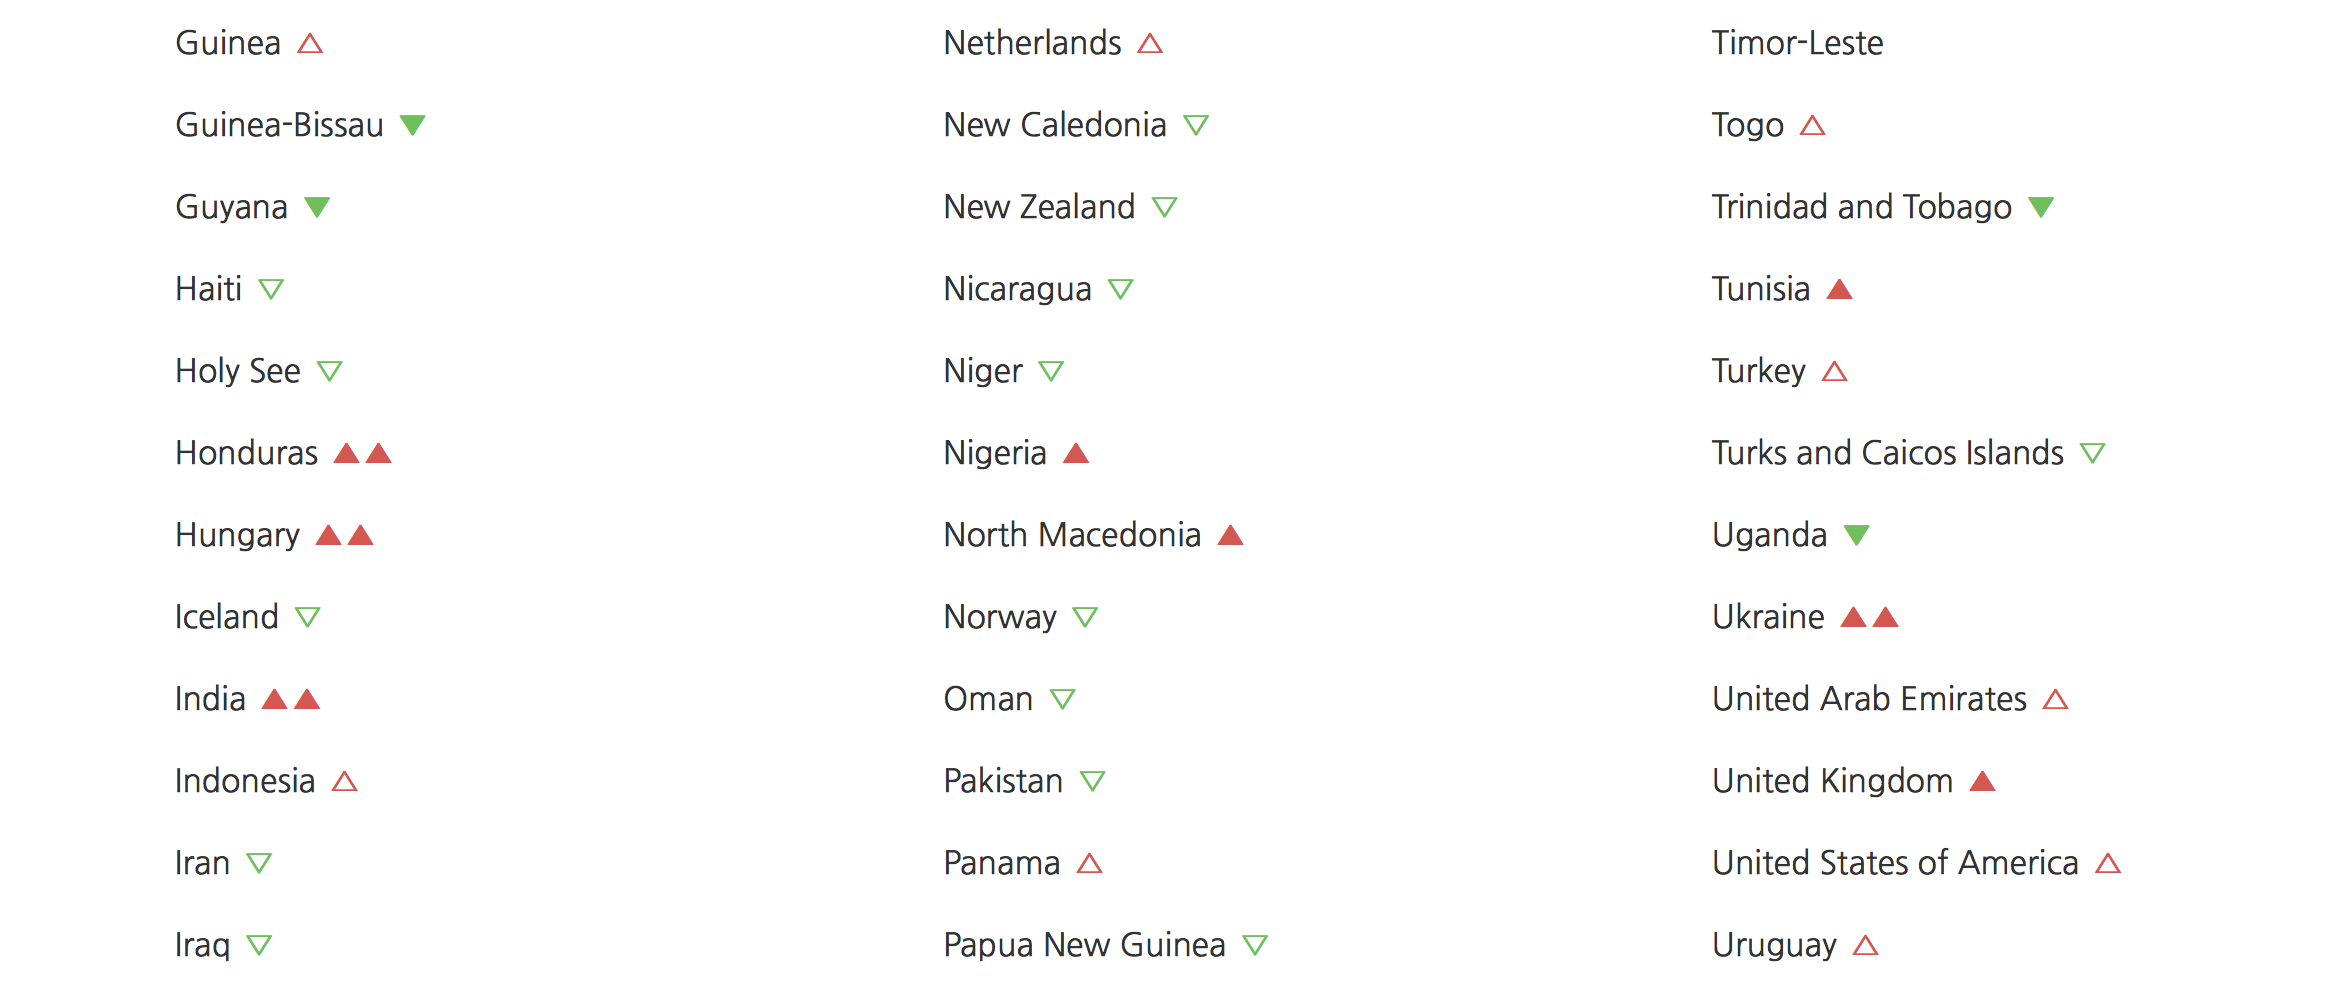 Guinea △
Guinea-Bissau ▼
Guyana ▼
Haiti ▽
Holy See ▽
Honduras ▲▲
Hungary ▲▲
Iceland ▽
India ▲▲
Indonesia △
Iran ▽
Iraq ▽
Netherlands △
New Caledonia ▽
New Zealand ▽
Nicaragua ▽
Niger ▽
Nigeria ▲
North Macedonia ▲
Norway ▽
Oman ▽
Pakistan ▽
Panama △
Papua New Guinea ▽
Timor-Leste
Togo △
Trinidad and Tobago ▼
Tunisia ▲
Turkey △
Turks and Caicos Islands ▽
Uganda ▼
Ukraine ▲▲
United Arab Emirates △
United Kingdom ▲
United States of America △
Uruguay △